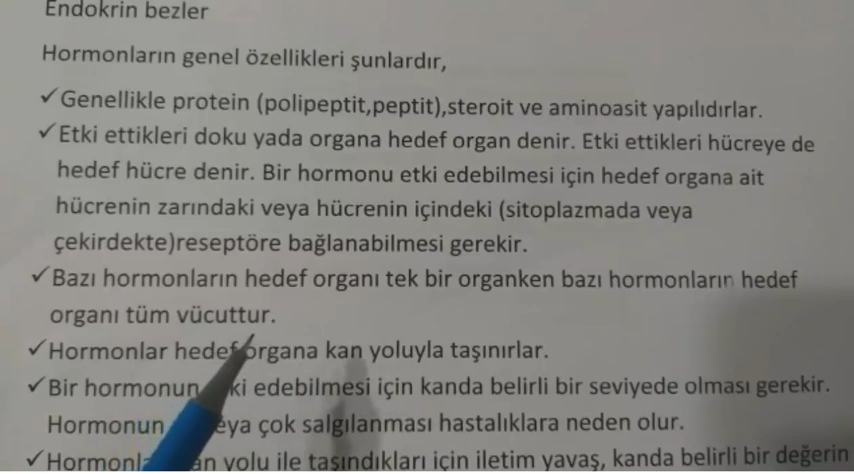 Endokrin bezler
Hormonların genel özellikleri şunlardır,
✓Genellikle protein (polipeptit,peptit),steroit ve aminoasit yapılıdırlar.
✓Etki ettikleri doku yada organa hedef organ denir. Etki ettikleri hücreye de
hedef hücre denir. Bir hormonu etki edebilmesi için hedef organa ait
hücrenin zarındaki veya hücrenin içindeki (sitoplazmada veya
çekirdekte)reseptöre bağlanabilmesi gerekir.
✓Bazı hormonların hedef organı tek bir organken bazı hormonların hedef
organı tüm vücuttur.
✓Hormonlar hedef organa kan yoluyla taşınırlar.
✓Bir hormonun edebilmesi için kanda belirli bir seviyede olması gerekir.
Hormonun çok salgılanması hastalıklara neden olur.
✓ yolu ile taşındıkları için iletim yavaş, kanda belirli bir değerin